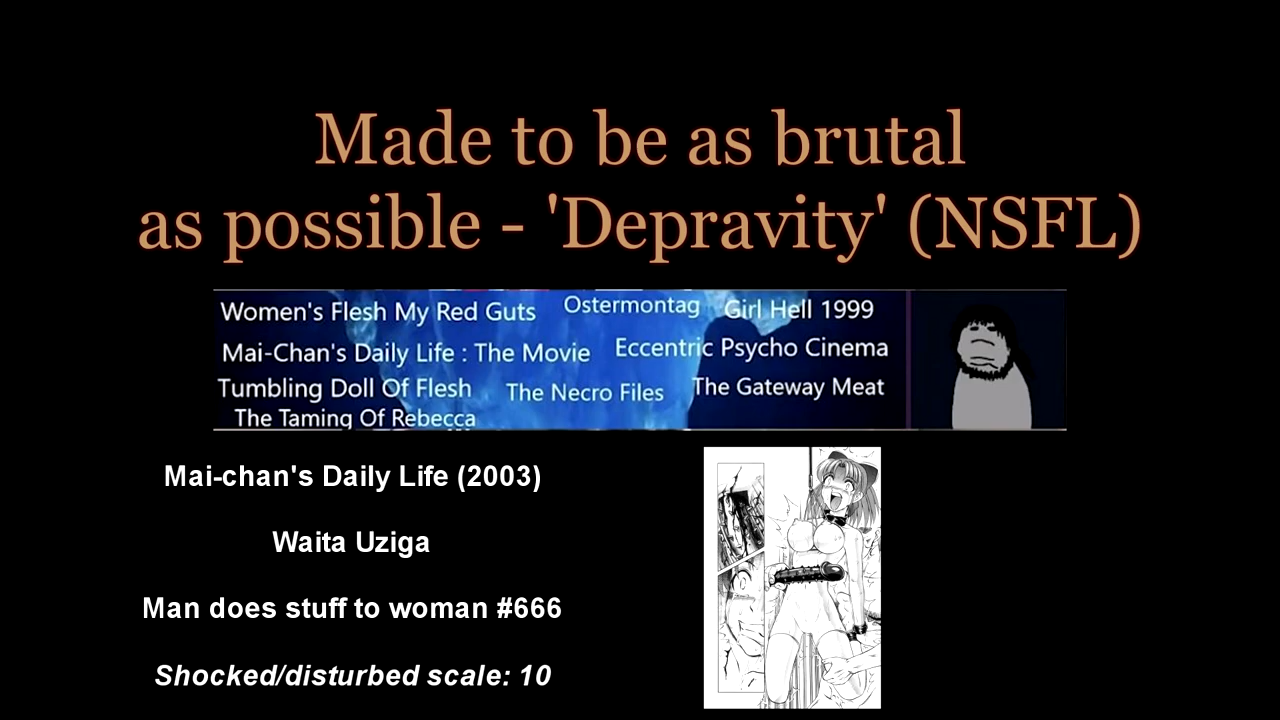 Made to be as brutal
as possible - 'Depravity' (NSFL)
Women's Flesh My Red Guts Ostermontag Girl Hell 1999
Mai-Chan's Daily Life : The Movie Eccentric Psycho Cinema
Tumbling Doll Of Flesh The Necro Files The Gateway Meat
The Taming Of Rebecca
Mai-chan's Daily Life (2003)
Waita Uziga
Man does stuff to woman #666
Shocked/disturbed scale: 10